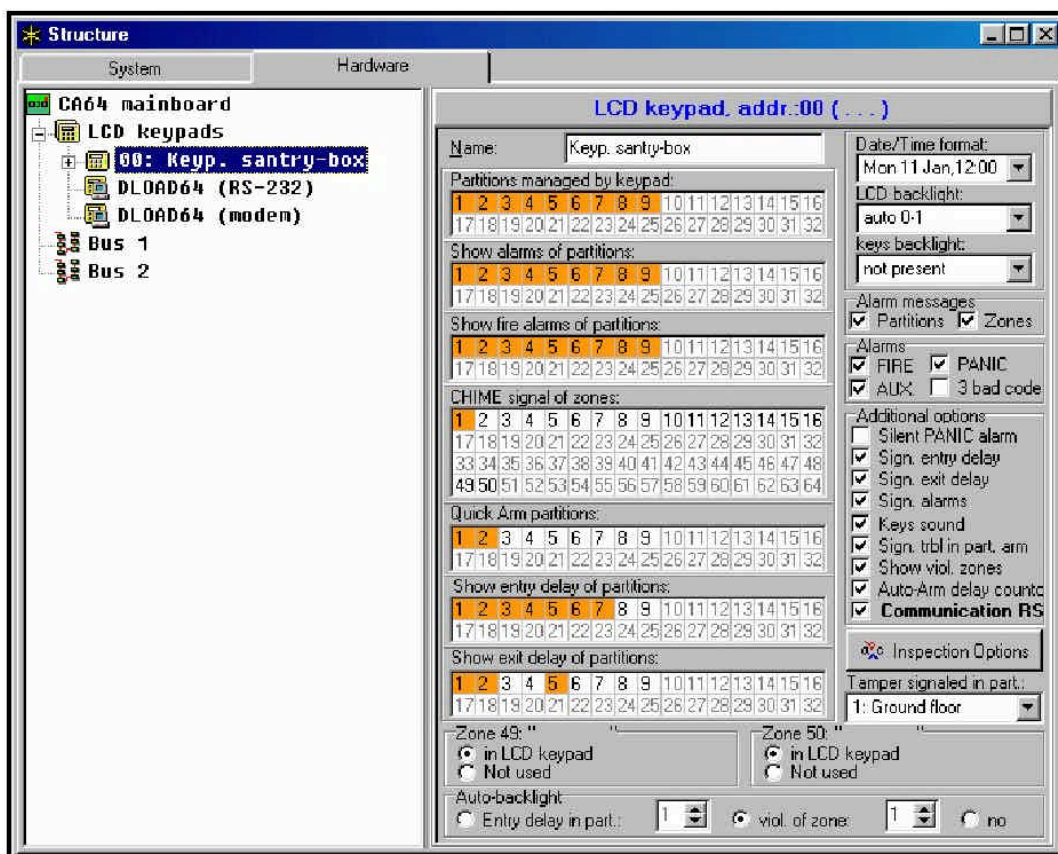 Structure
System Hardware
CA64 mainboard
LCD keypads
00: Keyp. santry-box
DLOAD64 (RS-232)
DLOAD64 (modem)
Bus 1
Bus 2
LCD keypad, addr.:00 ( . . . )
Name: Keyp. santry-box
Partitions managed by keypad:
1 2 3 4 5 6 7 8 9 10 11 12 13 14 15 16
17 18 19 20 21 22 23 24 25 26 27 28 29 30 31 32
Show alarms of partitions:
1 2 3 4 5 6 7 8 9 10 11 12 13 14 15 16
17 18 19 20 21 22 23 24 25 26 27 28 29 30 31 32
Show fire alarms of partitions:
1 2 3 4 5 6 7 8 9 10 11 12 13 14 15 16
17 18 19 20 21 22 23 24 25 26 27 28 29 30 31 32
CHIME signal of zones:
1 2 3 4 5 6 7 8 9 10 11 12 13 14 15 16
17 18 19 20 21 22 23 24 25 26 27 28 29 30 31 32
33 34 35 36 37 38 39 40 41 42 43 44 45 46 47 48
49 50 51 52 53 54 55 56 57 58 59 60 61 62 63 64
Quick Arm partitions:
1 2 3 4 5 6 7 8 9 10 11 12 13 14 15 16
17 18 19 20 21 22 23 24 25 26 27 28 29 30 31 32
Show entry delay of partitions:
1 2 3 4 5 6 7 8 9 10 11 12 13 14 15 16
17 18 19 20 21 22 23 24 25 26 27 28 29 30 31 32
Show exit delay of partitions:
1 2 3 4 5 6 7 8 9 10 11 12 13 14 15 16
17 18 19 20 21 22 23 24 25 26 27 28 29 30 31 32
Date/Time format:
Mon 11 Jan,12:00
LCD backlight:
auto 0-1
keys backlight:
not present
Alarm messages
Partitions Zones
Alarms
FIRE PANIC
AUX. 3 bad code
Additional options
Silent PANIC alarm
Sign. entry delay
Sign. exit delay
Sign. alarms
Keys sound
Sign. trbl in part. arm
Show viol. zones
Auto-Arm delay countc
Communication RS
Inspection Options
Tamper signaled in part.:
1: Ground floor
Zone 49: " "
in LCD keypad
Not used
Zone 50: " "
in LCD keypad
Not used
Auto-backlight
Entry delay in part.: 1 viol. of zone: 1 no